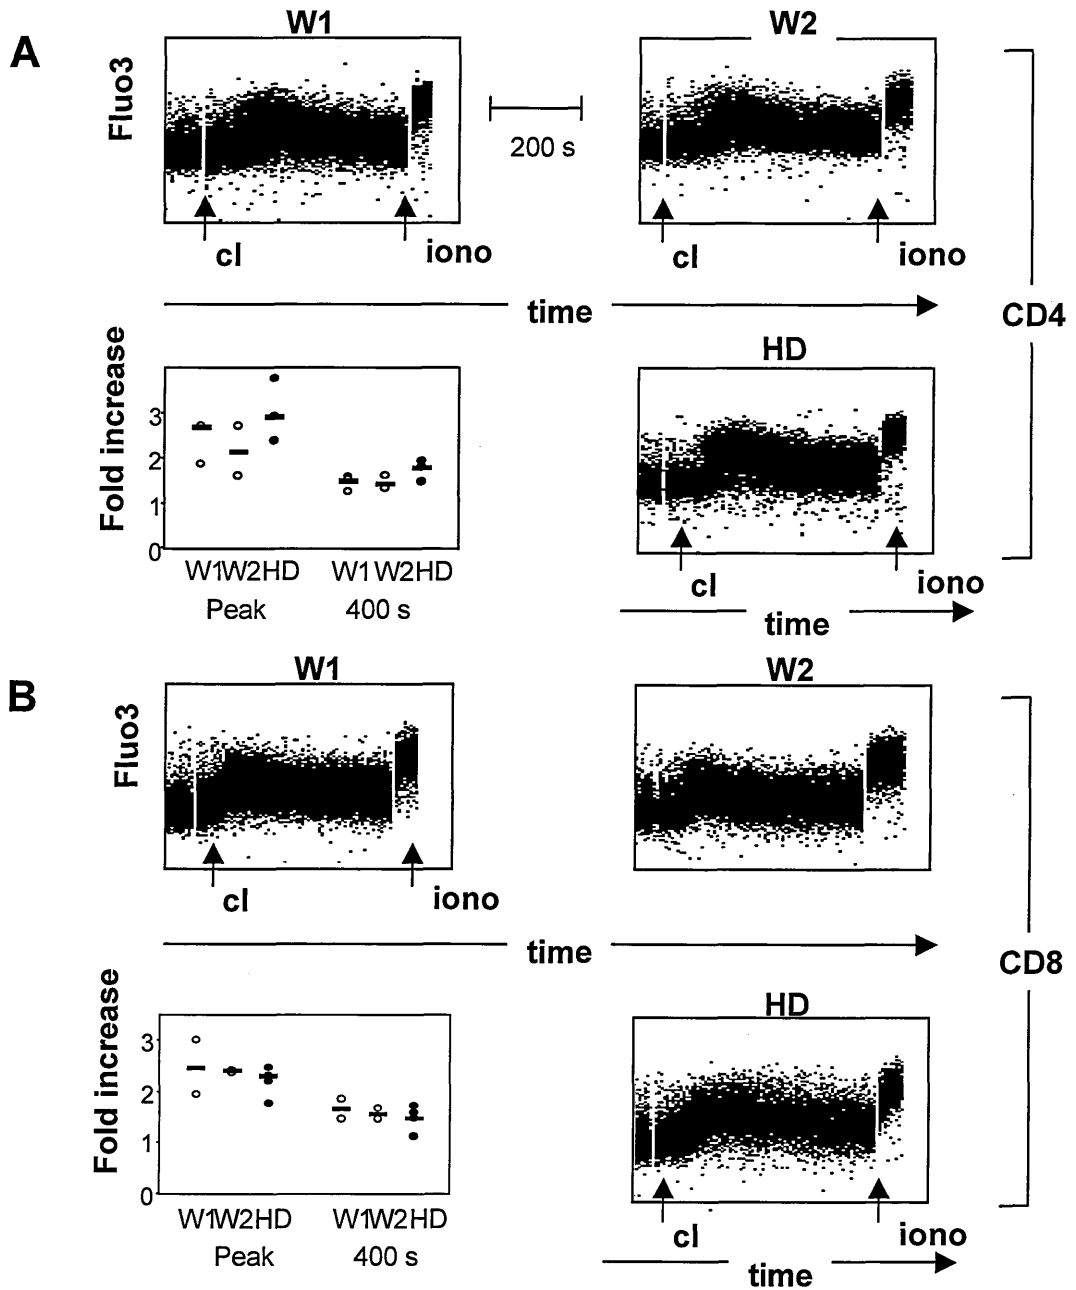 A
W1
W2
Fluo3
200 s
cl
iono
cl
iono
time
CD4
HD
Fold increase
3
2
1
0
W1W2HD
W1W2HD
Peak
400 s
cl
iono
time
B
W1
W2
Fluo3
cl
iono
time
CD8
HD
Fold increase
3
2
1
0
W1W2HD
W1W2HD
Peak
400 s
cl
iono
time